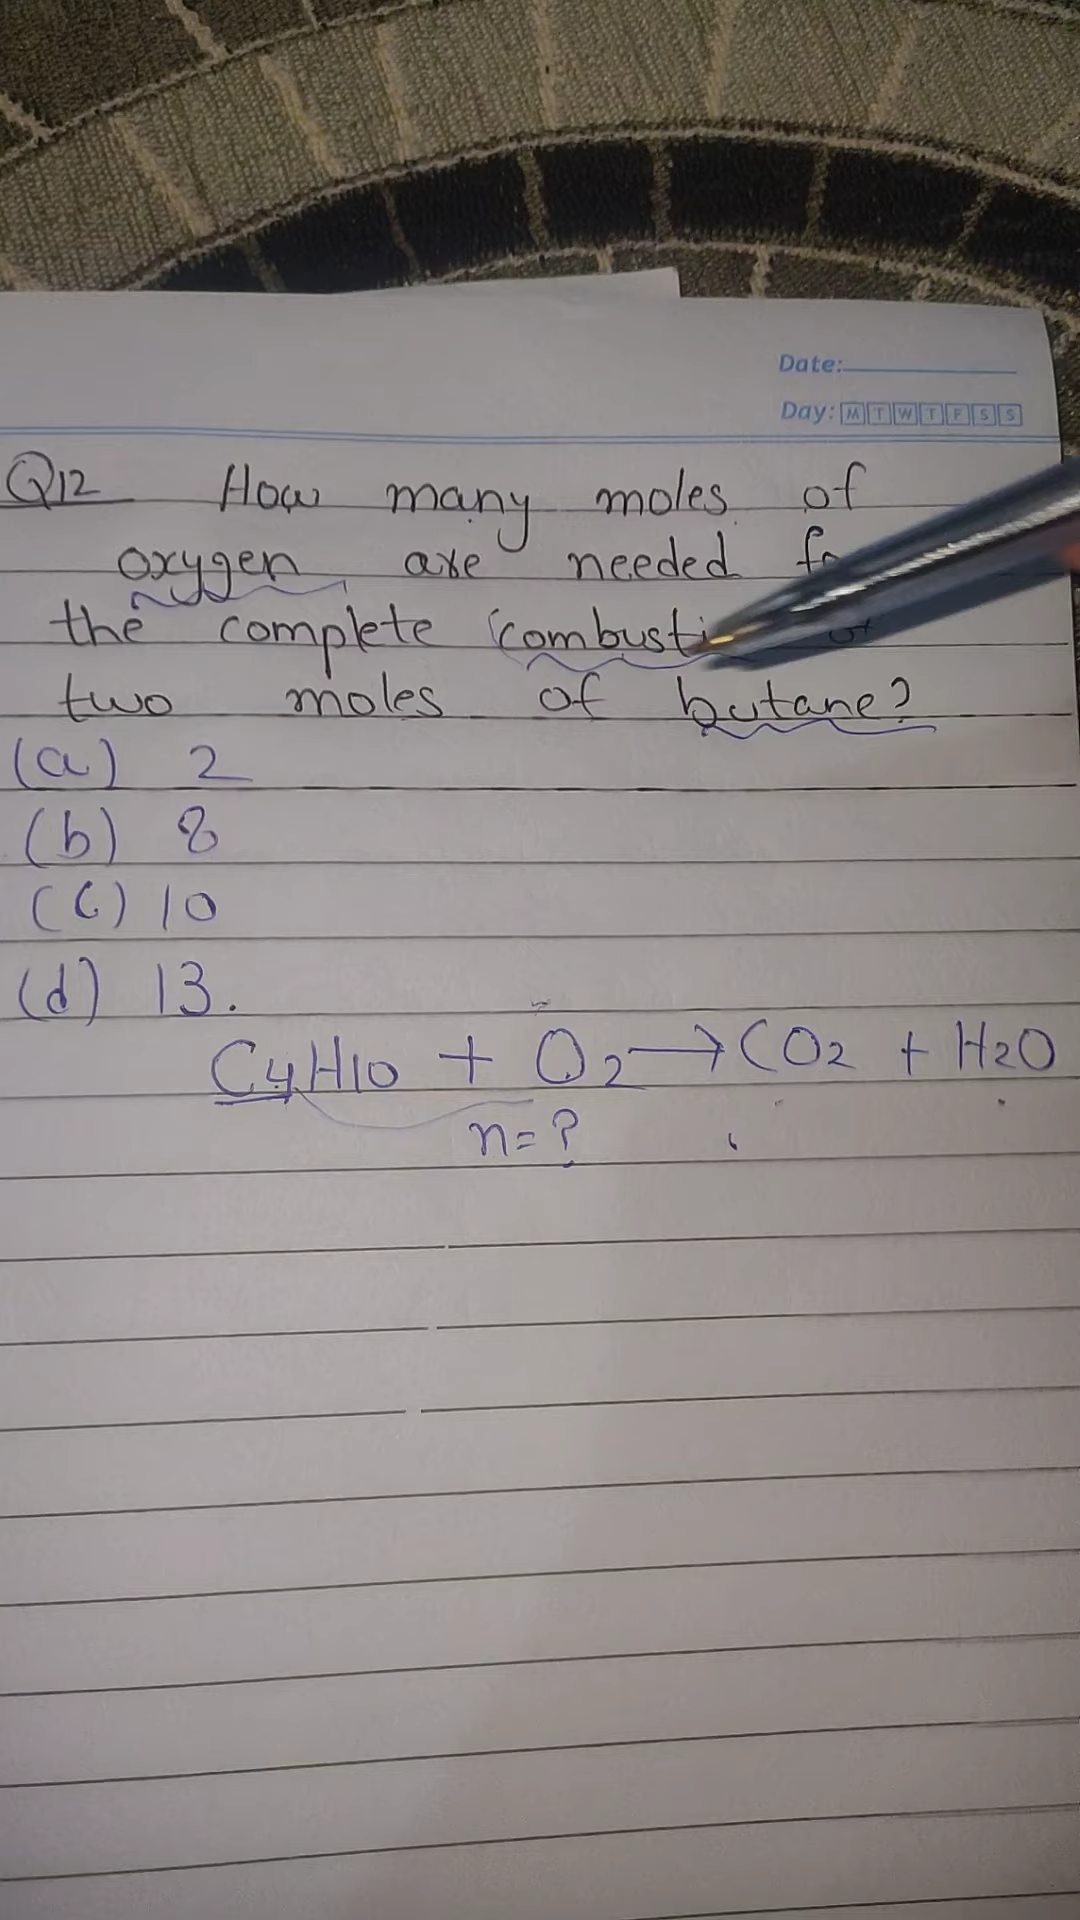 Date:
Day: M T W T F S S
Q12 How many moles of
oxygen are needed
the complete
two moles of butane?
(a) 2
(b) 8
(c) 10
(d) 13.
C4H10 + O2 → CO2 + H2O
n = ?